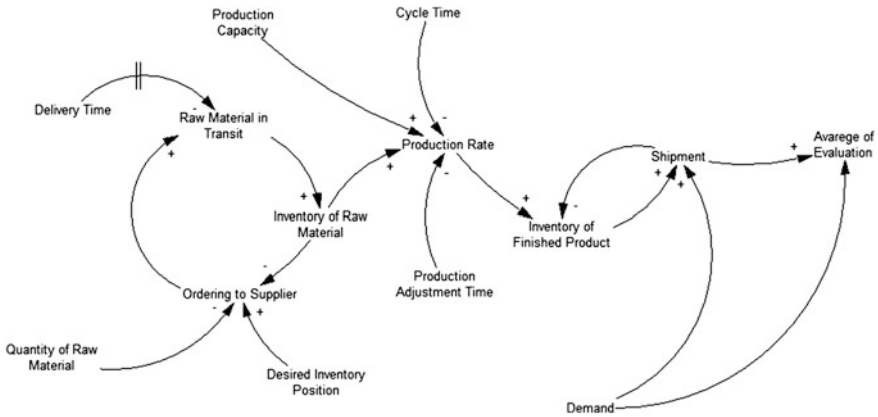 Production
Capacity
Cycle Time
Delivery Time
Raw Material in
Transit
Production Rate
Shipment
Avarege of
Evaluation
Inventory of Raw
Material
Inventory of
Finished Product
Production
Adjustment Time
Ordering to Supplier
Quantity of Raw
Material
Desired Inventory
Position
Demand